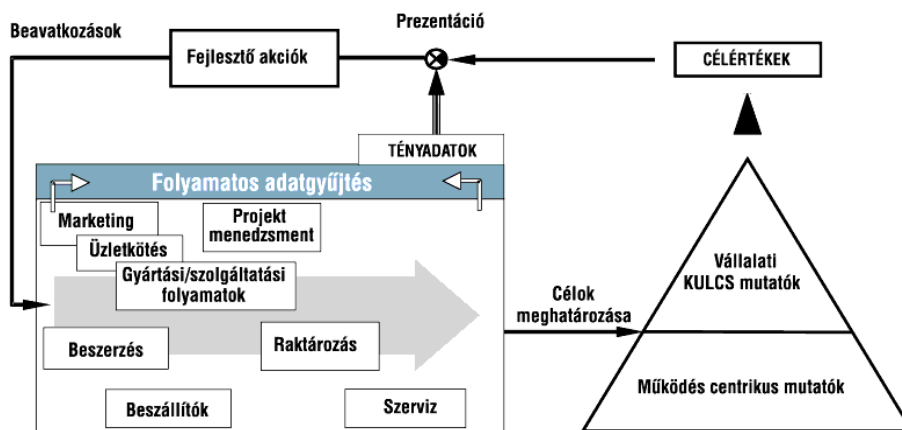 Prezentáció
Beavatkozások
Fejlesztő akciók
CÉLÉRTÉKEK
TÉNYADATOK
Folyamatos adatgyűjtés
Marketing
Projekt
menedzsment
Üzletkötés
Gyártási/szolgáltatási
folyamatok
Beszerzés
Raktározás
Beszállítók
Szerviz
Célok
meghatározása
Vállalati
KULCS mutatók
Működés centrikus mutatók